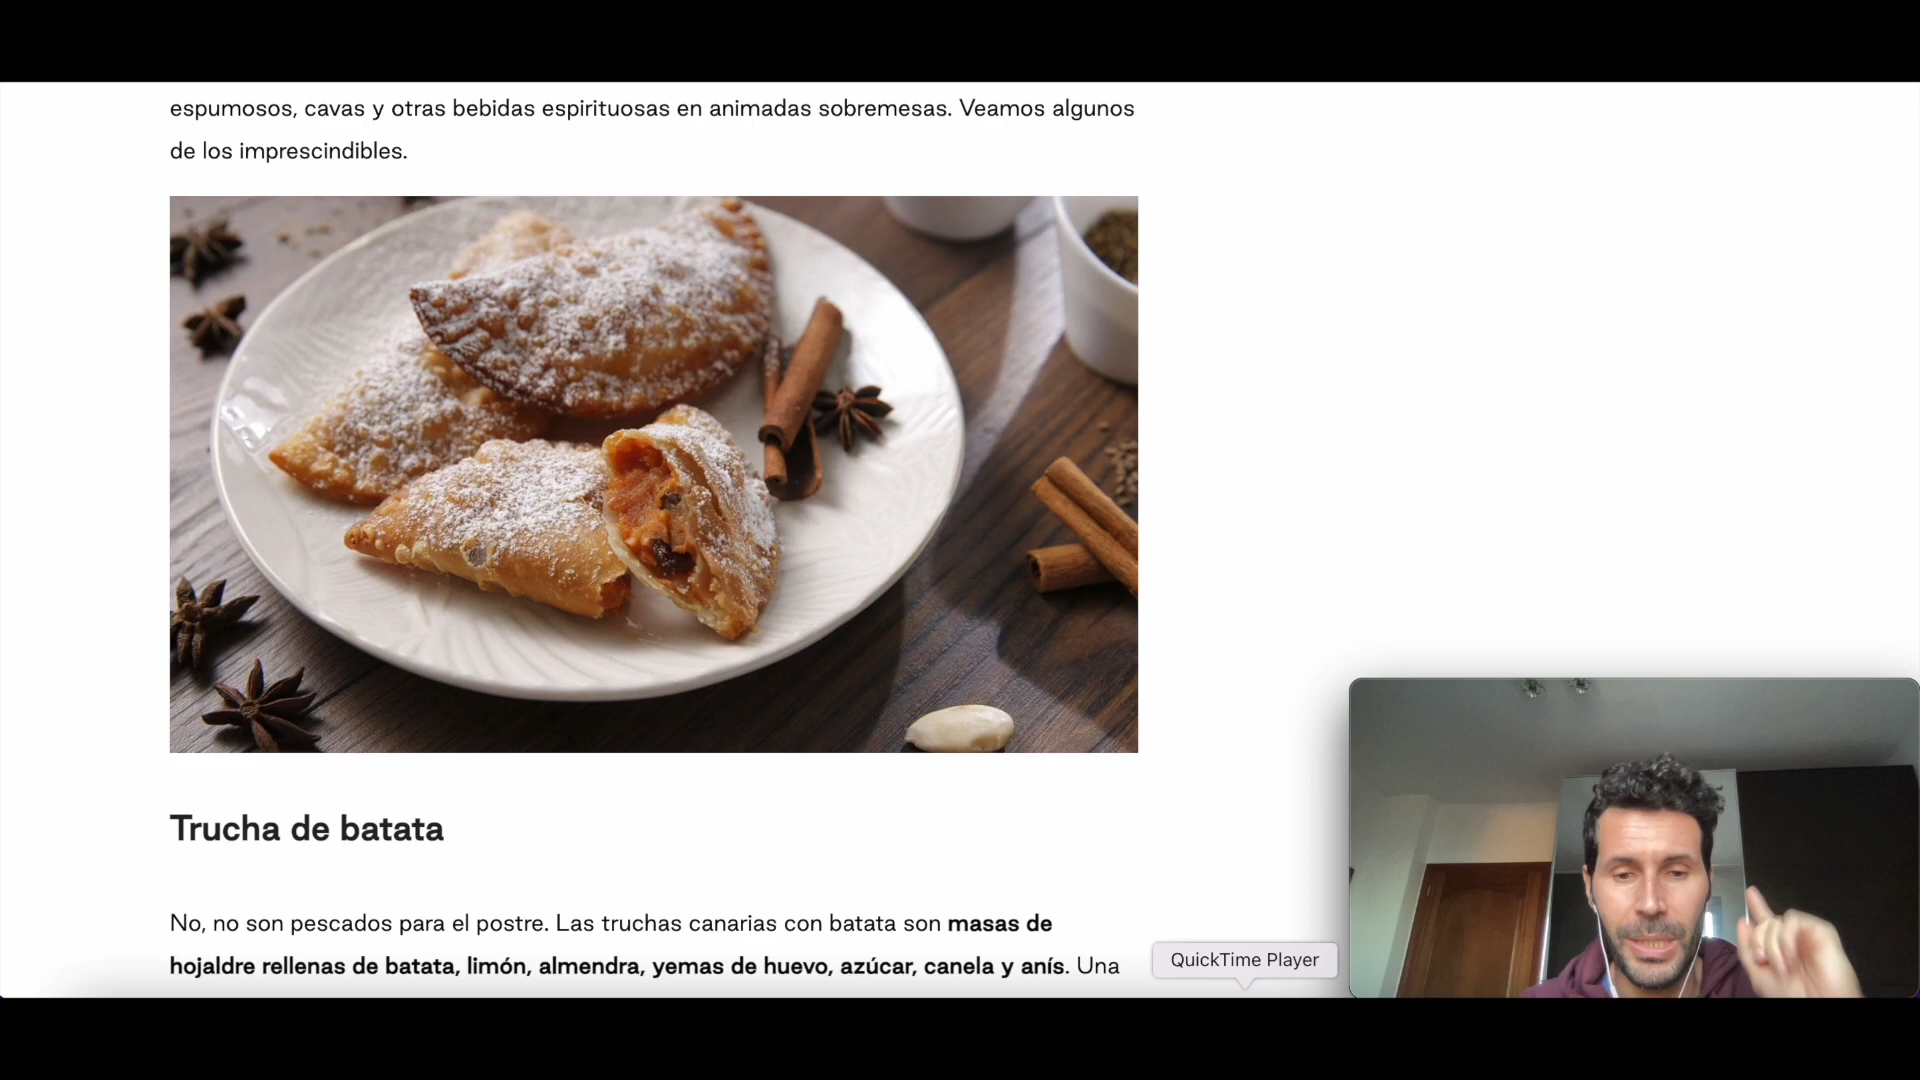 espumosos, cavas y otras bebidas espirituosas en animadas sobremesas. Veamos algunos
de los imprescindibles.
Trucha de batata
No, no son pescados para el postre. Las truchas canarias con batata son masas de
hojaldre rellenas de batata, limón, almendra, yemas de huevo, azúcar, canela y anís. Una
QuickTime Player